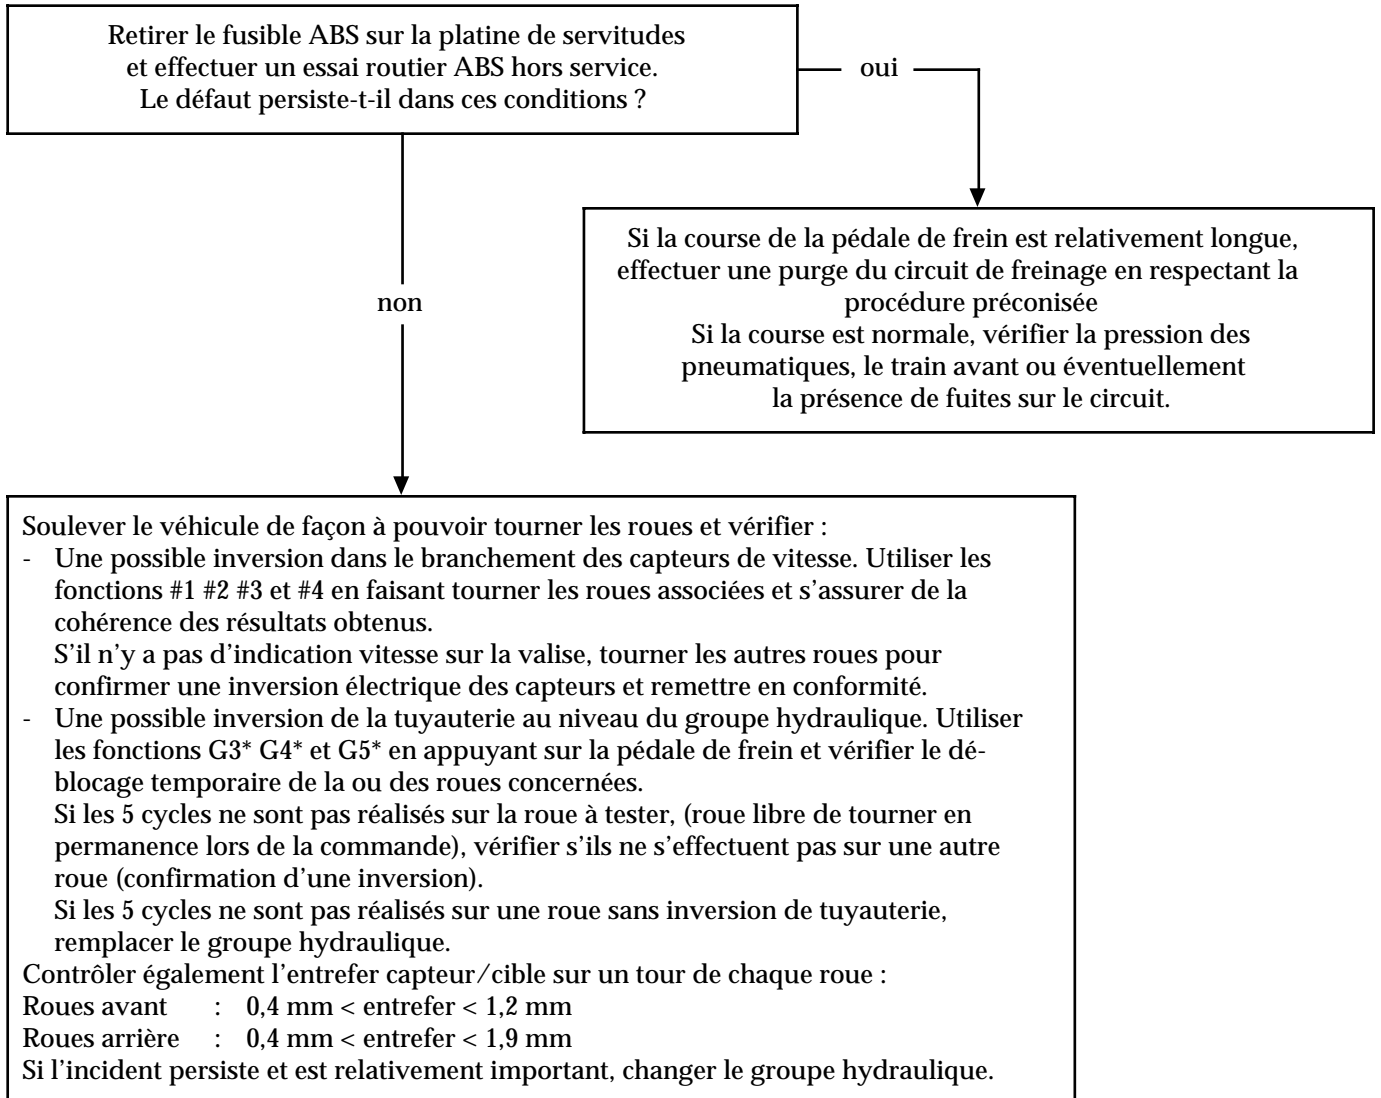 Retirer le fusible ABS sur la platine de servitudes
et effectuer un essai routier ABS hors service.
Le défaut persiste-t-il dans ces conditions ?
oui
Si la course de la pédale de frein est relativement longue,
effectuer une purge du circuit de freinage en respectant la
procédure préconisée
Si la course est normale, vérifier la pression des
pneumatiques, le train avant ou éventuellement
la présence de fuites sur le circuit.
non
Soulever le véhicule de façon à pouvoir tourner les roues et vérifier :
- Une possible inversion dans le branchement des capteurs de vitesse. Utiliser les
fonctions #1 #2 #3 et #4 en faisant tourner les roues associées et s’assurer de la
cohérence des résultats obtenus.
S’il n’y a pas d’indication vitesse sur la valise, tourner les autres roues pour
confirmer une inversion électrique des capteurs et remettre en conformité.
- Une possible inversion de la tuyauterie au niveau du groupe hydraulique. Utiliser
les fonctions G3* G4* et G5* en appuyant sur la pédale de frein et vérifier le dé-
blocage temporaire de la ou des roues concernées.
Si les 5 cycles ne sont pas réalisés sur la roue à tester, (roue libre de tourner en
permanence lors de la commande), vérifier s’ils ne s’effectuent pas sur une autre
roue (confirmation d’une inversion).
Si les 5 cycles ne sont pas réalisés sur une roue sans inversion de tuyauterie,
remplacer le groupe hydraulique.
Contrôler également l’entrefer capteur/cible sur un tour de chaque roue :
Roues avant : 0,4 mm < entrefer < 1,2 mm
Roues arrière : 0,4 mm < entrefer < 1,9 mm
Si l’incident persiste et est relativement important, changer le groupe hydraulique.